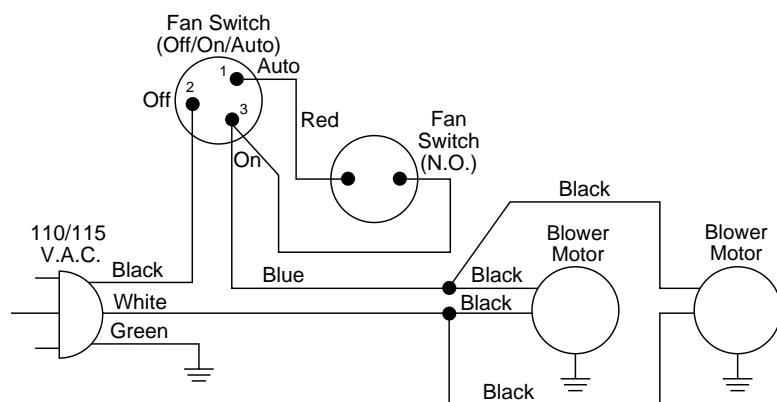 Fan Switch
(Off/On/Auto)
1
Auto
2
Off
3
On
Red
Fan
Switch
(N.O.)
Black
110/115
V.A.C.
Black
Blue
Black
Blower
Motor
Blower
Motor
White
Black
Green
Black